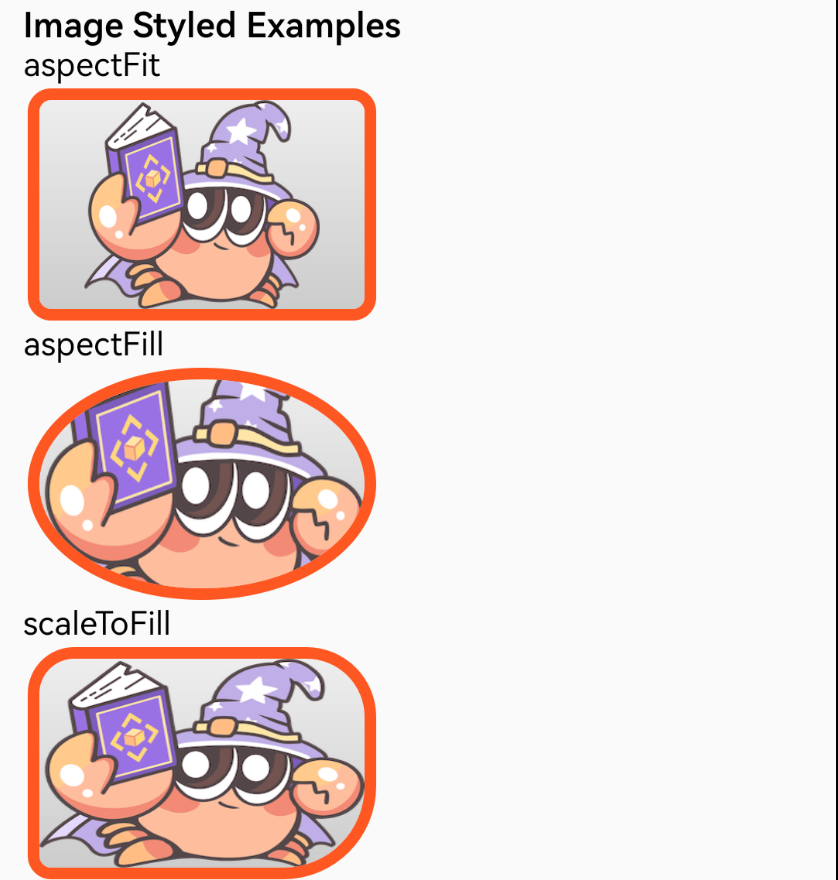 Image Styled Examples
aspectFit
aspectFill
scaleToFill